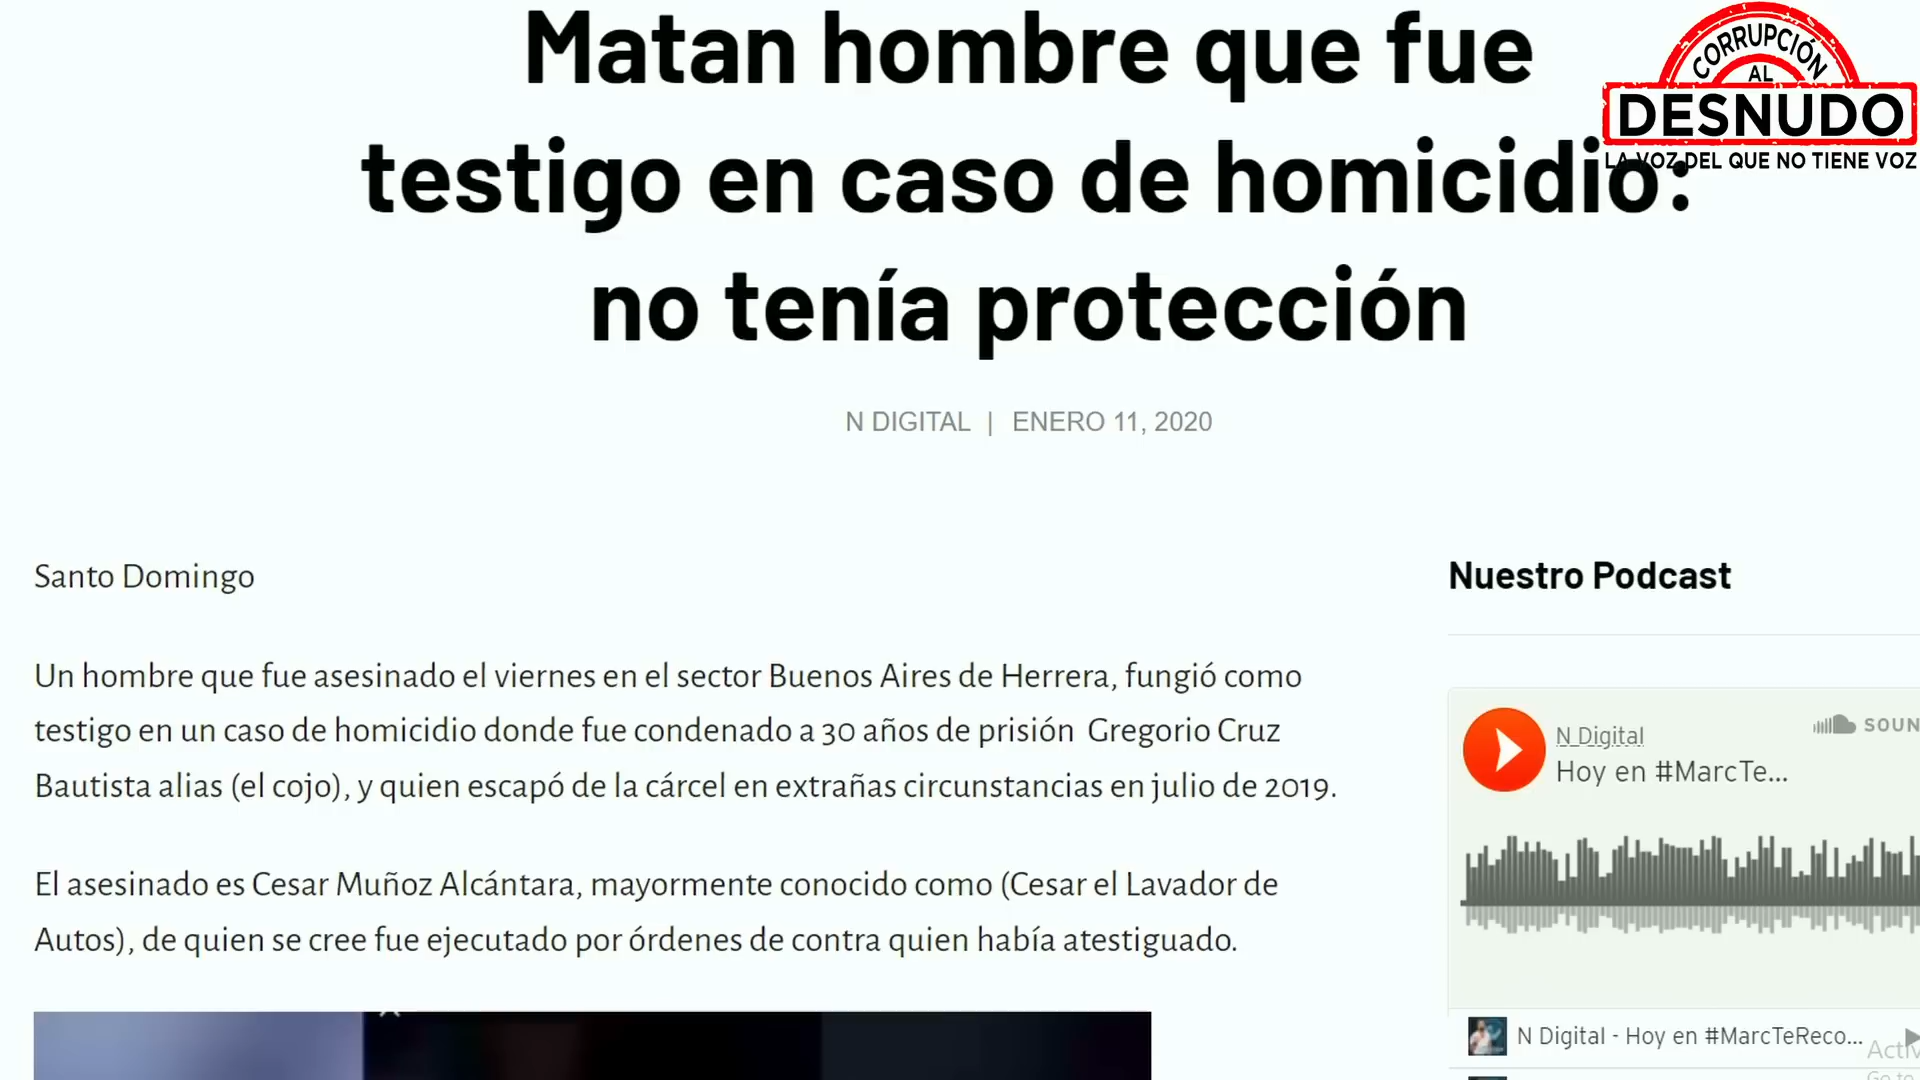 Matan hombre que fue
testigo en caso de homicidio:
no tenía protección
CORRUPCIÓN
AL
DESNUDO
LA VOZ DEL QUE NO TIENE VOZ
N DIGITAL | ENERO 11, 2020
Santo Domingo
Un hombre que fue asesinado el viernes en el sector Buenos Aires de Herrera, fungió como
testigo en un caso de homicidio donde fue condenado a 30 años de prisión Gregorio Cruz
Bautista alias (el cojo), y quien escapó de la cárcel en extrañas circunstancias en julio de 2019.
El asesinado es Cesar Muñoz Alcántara, mayormente conocido como (Cesar el Lavador de
Autos), de quien se cree fue ejecutado por órdenes de contra quien había atestiguado.
Nuestro Podcast
N Digital
SOUN
Hoy en #MarcTe...
N Digital - Hoy en #MarcTeReco...
Activ